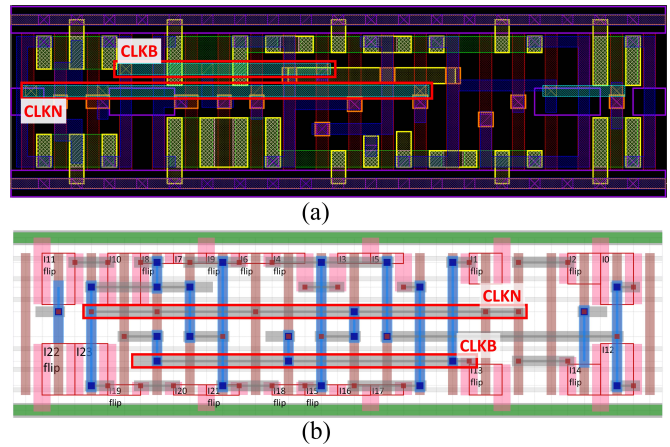 CLKB
CLKN
(a)
I11 I10 I8 I7 I9 I6 I4 I3 I5 I1 I2 I0
flip flip flip flip flip flip flip
CLKN
CLKB
I22 I23 I12
flip
I13 I14
flip flip
I19 I20 I21 I15 I18 I16 I17
flip flip flip flip
(b)